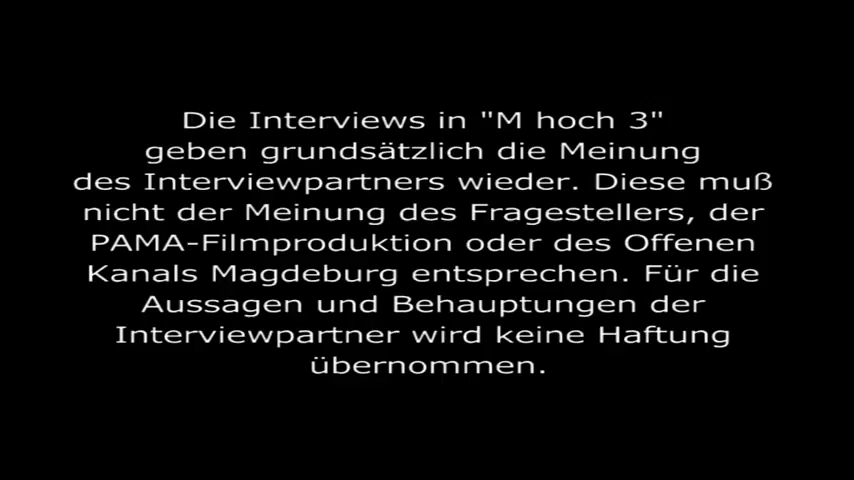 Die Interviews in "M hoch 3"
geben grundsätzlich die Meinung
des Interviewpartners wieder. Diese muß
nicht der Meinung des Fragestellers, der
PAMA-Filmproduktion oder des Offenen
Kanals Magdeburg entsprechen. Für die
Aussagen und Behauptungen der
Interviewpartner wird keine Haftung
übernommen.